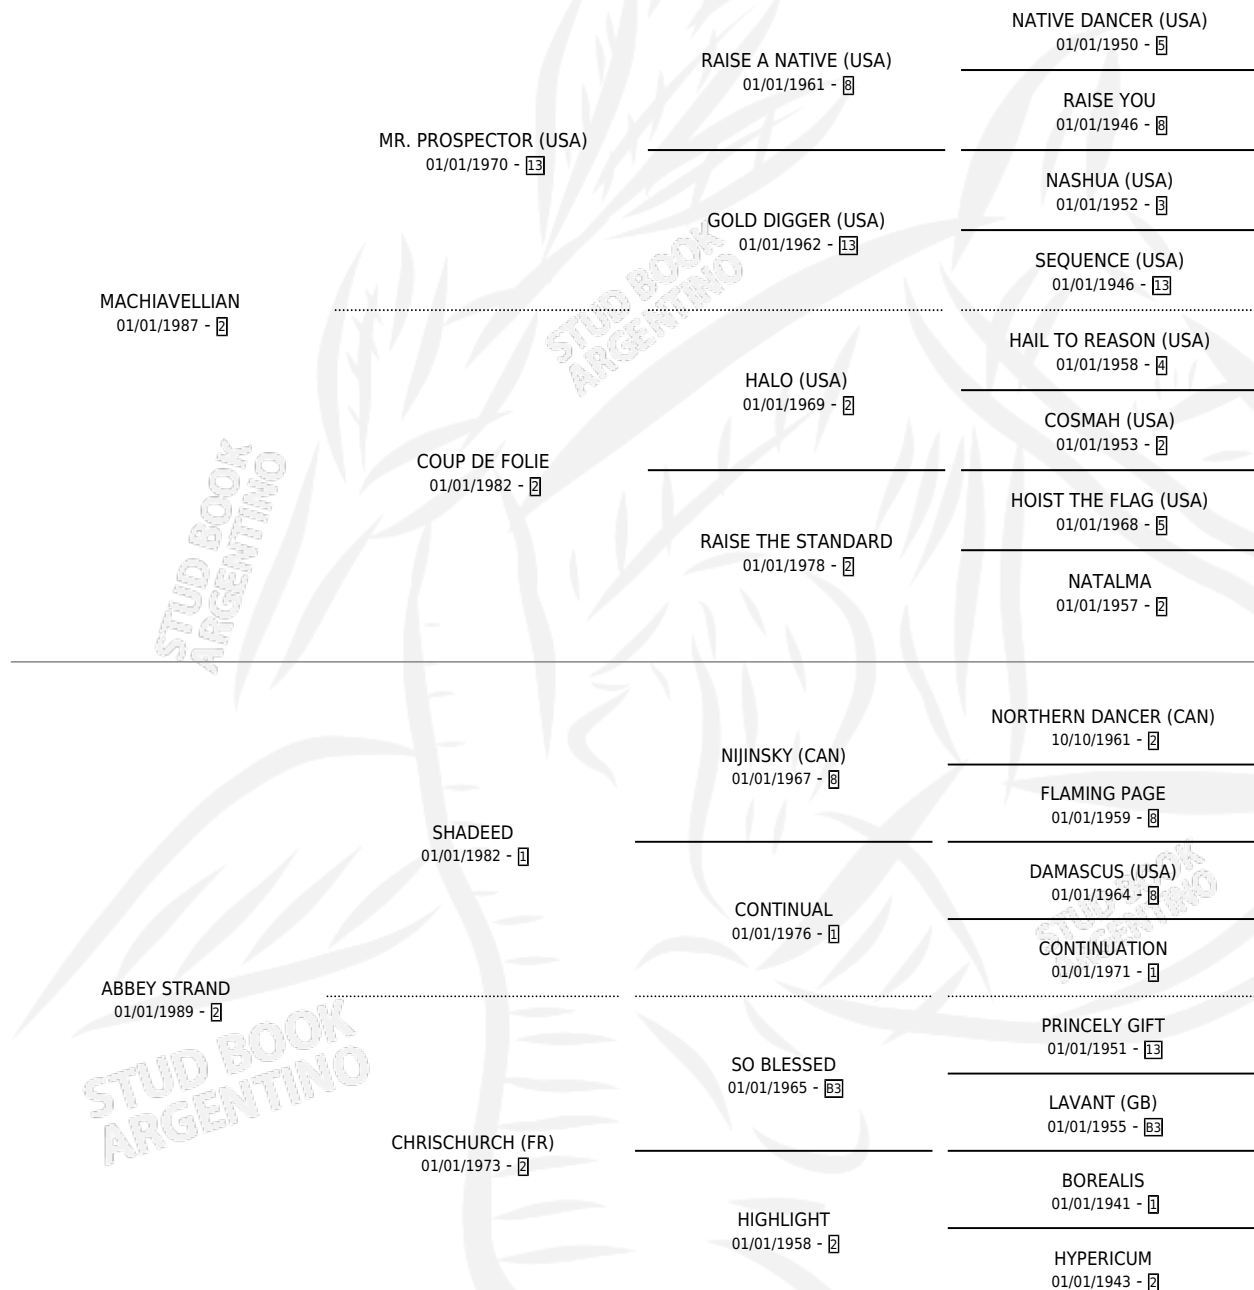 NATIVE DANCER (USA)
01/01/1950 - 5
RAISE A NATIVE (USA)
01/01/1961 - 8
RAISE YOU
01/01/1946 - 8
MR. PROSPECTOR (USA)
01/01/1970 - 13
NASHUA (USA)
01/01/1952 - 3
GOLD DIGGER (USA)
01/01/1962 - 13
SEQUENCE (USA)
01/01/1946 - 13
MACHIAVELLIAN
01/01/1987 - 2
HAIL TO REASON (USA)
01/01/1958 - 4
HALO (USA)
01/01/1969 - 2
COSMAH (USA)
01/01/1953 - 2
COUP DE FOLIE
01/01/1982 - 2
HOIST THE FLAG (USA)
01/01/1968 - 5
RAISE THE STANDARD
01/01/1978 - 2
NATALMA
01/01/1957 - 2
NORTHERN DANCER (CAN)
10/10/1961 - 2
NIJINSKY (CAN)
01/01/1967 - 8
FLAMING PAGE
01/01/1959 - 8
SHADEED
01/01/1982 - 1
DAMASCUS (USA)
01/01/1964 - 8
CONTINUAL
01/01/1976 - 1
CONTINUATION
01/01/1971 - 1
ABBEY STRAND
01/01/1989 - 2
PRINCELY GIFT
01/01/1951 - 13
SO BLESSED
01/01/1965 - B3
LAVANT (GB)
01/01/1955 - B3
CHRISCHURCH (FR)
01/01/1973 - 2
BOREALIS
01/01/1941 - 1
HIGHLIGHT
01/01/1958 - 2
HYPERICUM
01/01/1943 - 2
STUD BOOK
ARGENTINO
STUD BOOK
ARGENTINO
STUD BOOK
ARGENTINO
STUD BOOK
ARGENTINO